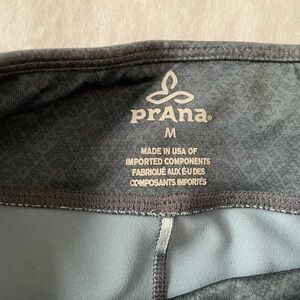 prAna®
M
MADE IN USA OF
IMPORTED COMPONENTS
FABRIQUÉ AUX É-U DES
COMPOSANTS IMPORTÉS